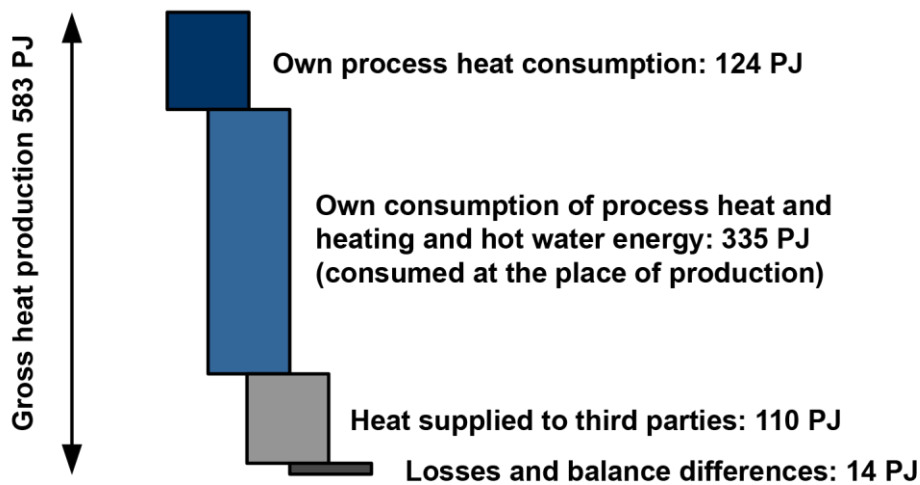 Gross heat production 583 PJ
Own process heat consumption: 124 PJ
Own consumption of process heat and
heating and hot water energy: 335 PJ
(consumed at the place of production)
Heat supplied to third parties: 110 PJ
Losses and balance differences: 14 PJ